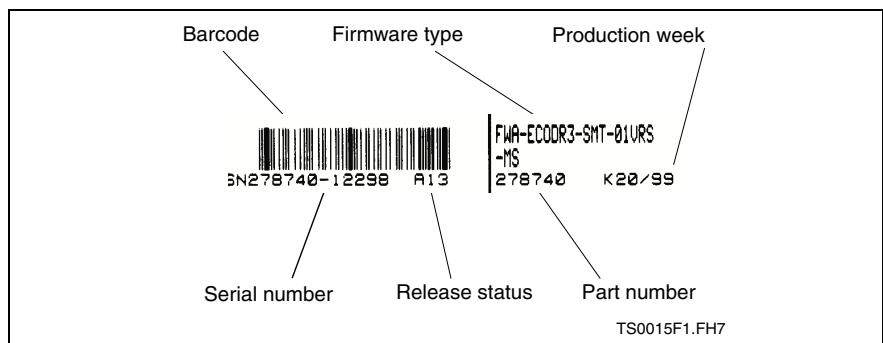 Barcode Firmware type Production week
FWA-ECODR3-SMT-01VRS
-MS
SN278740-12298 A13 278740 K20/99
Serial number Release status Part number
TS0015F1.FH7